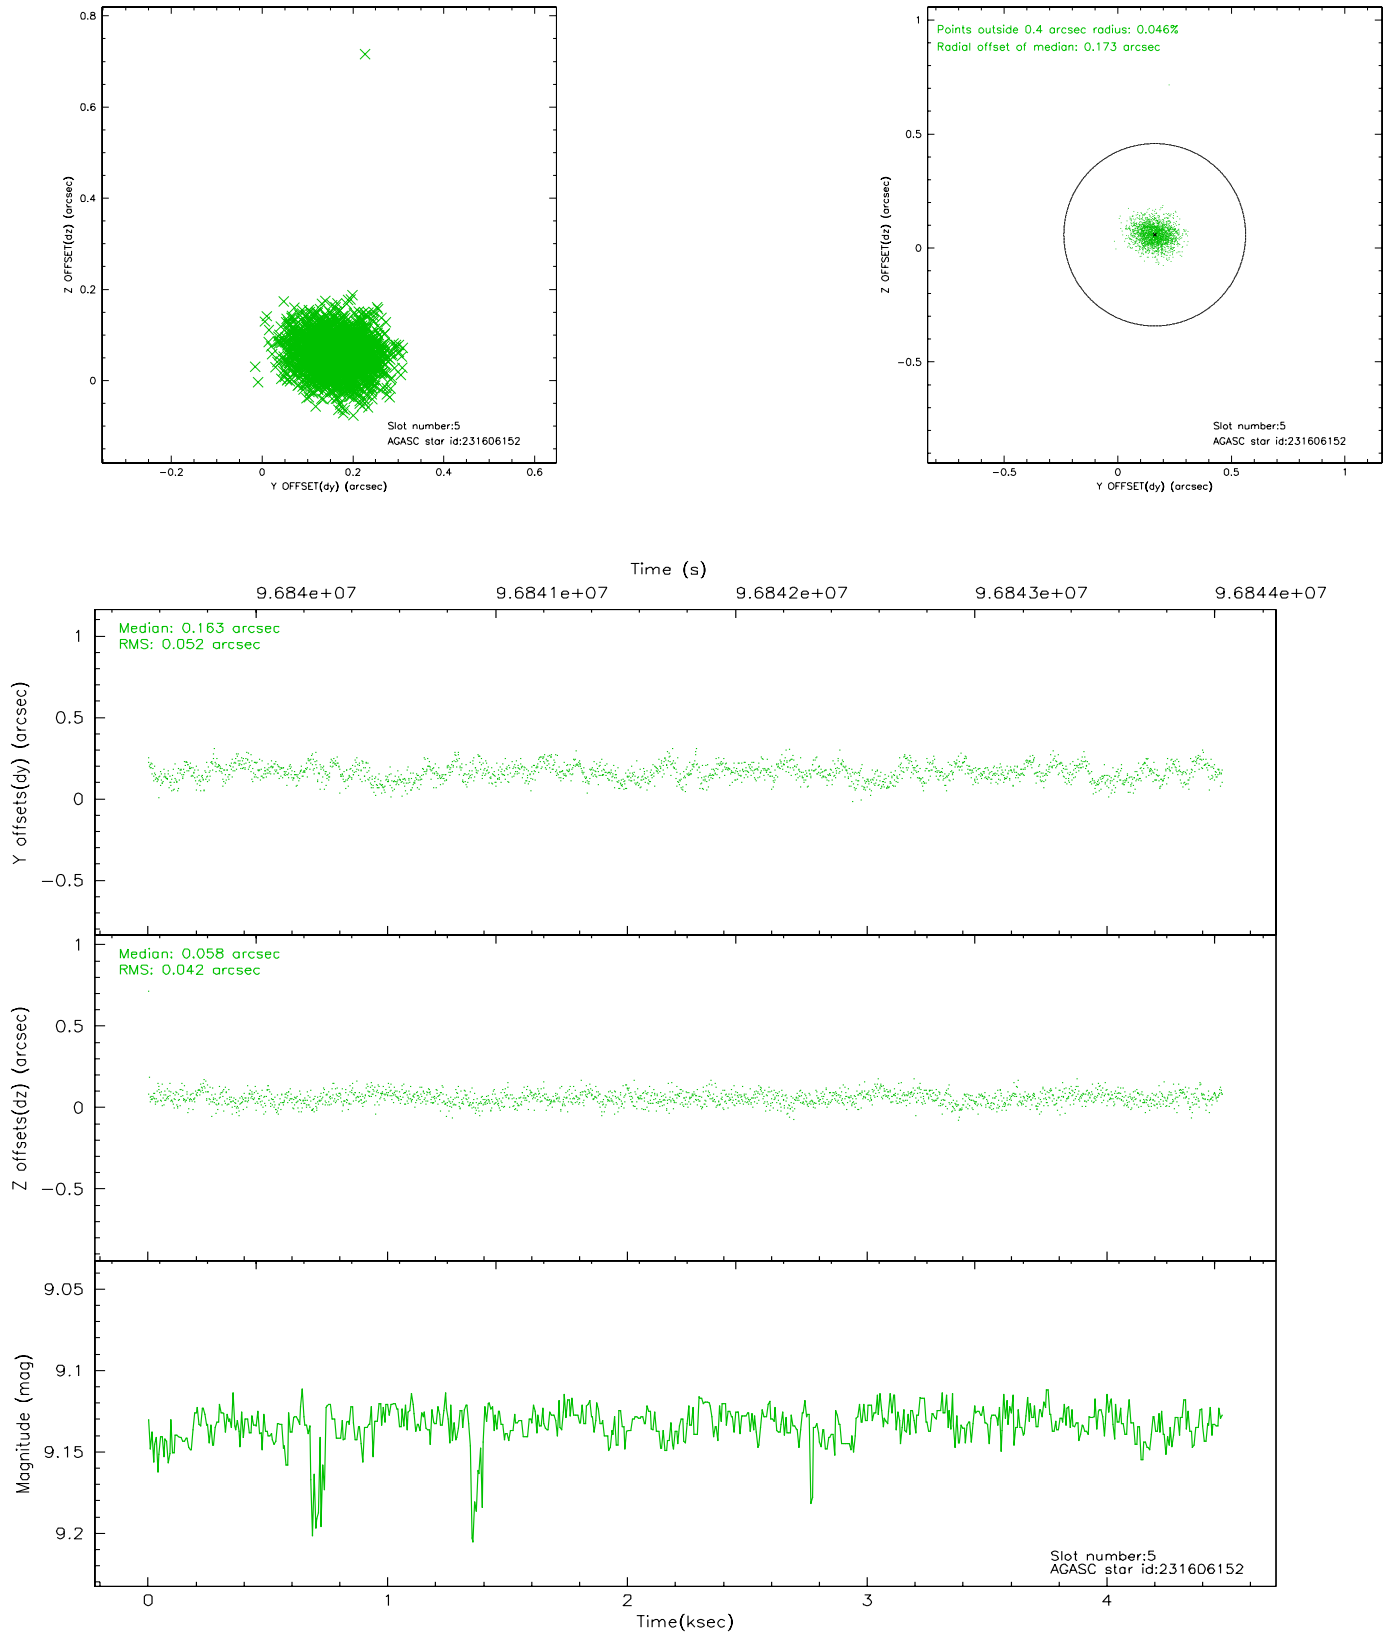 0.8
0.6
0.4
0.2
0
Z OFFSET(dz) (arcsec)
Slot number:5
AGASC star id:231606152
−0.2 0 0.2 0.4 0.6
Y OFFSET(dy) (arcsec)
Points outside 0.4 arcsec radius: 0.046%
Radial offset of median: 0.173 arcsec
1
0.5
0
−0.5
Z OFFSET(dz) (arcsec)
Slot number:5
AGASC star id:231606152
−0.5 0 0.5 1
Y OFFSET(dy) (arcsec)
Time (s)
9.684e+07 9.6841e+07 9.6842e+07 9.6843e+07 9.6844e+07
Median: 0.163 arcsec
RMS: 0.052 arcsec
1
0.5
0
−0.5
Y offsets(dy) (arcsec)
Median: 0.058 arcsec
RMS: 0.042 arcsec
1
0.5
0
−0.5
Z offsets(dz) (arcsec)
9.05
9.1
9.15
9.2
Magnitude (mag)
Slot number:5
AGASC star id:231606152
0 1 2 3 4
Time(ksec)